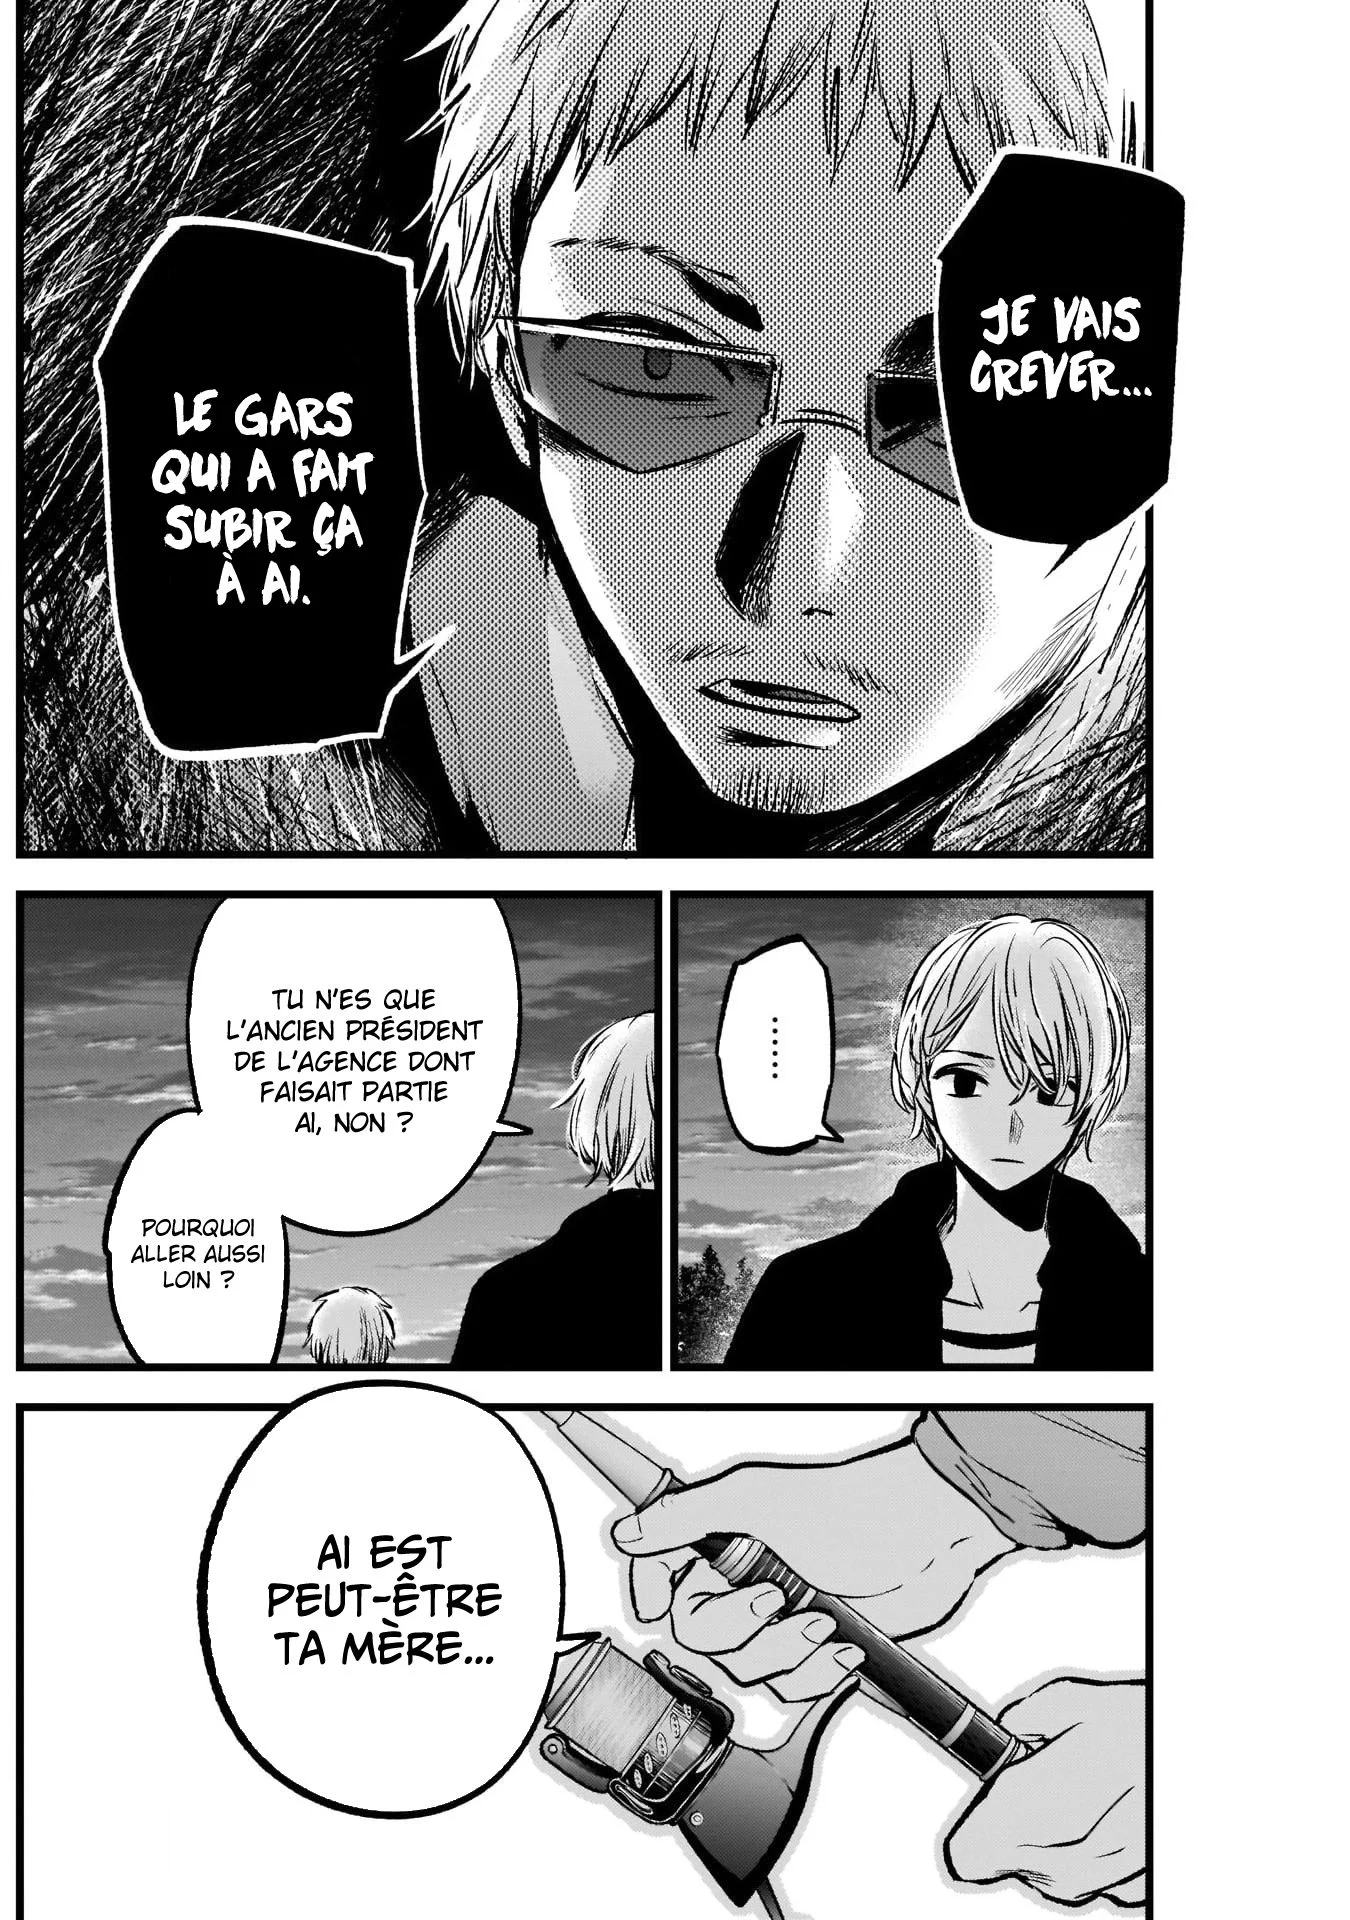 JE VAIS
CREVER...
LE GARS
QUI A FAIT
SUBIR ÇA
À AI.
......
TU N'ES QUE
L'ANCIEN PRÉSIDENT
DE L'AGENCE DONT
FAISAIT PARTIE
AI, NON ?
POURQUOI
ALLER AUSSI
LOIN ?
AI EST
PEUT-ÊTRE
TA MÈRE...